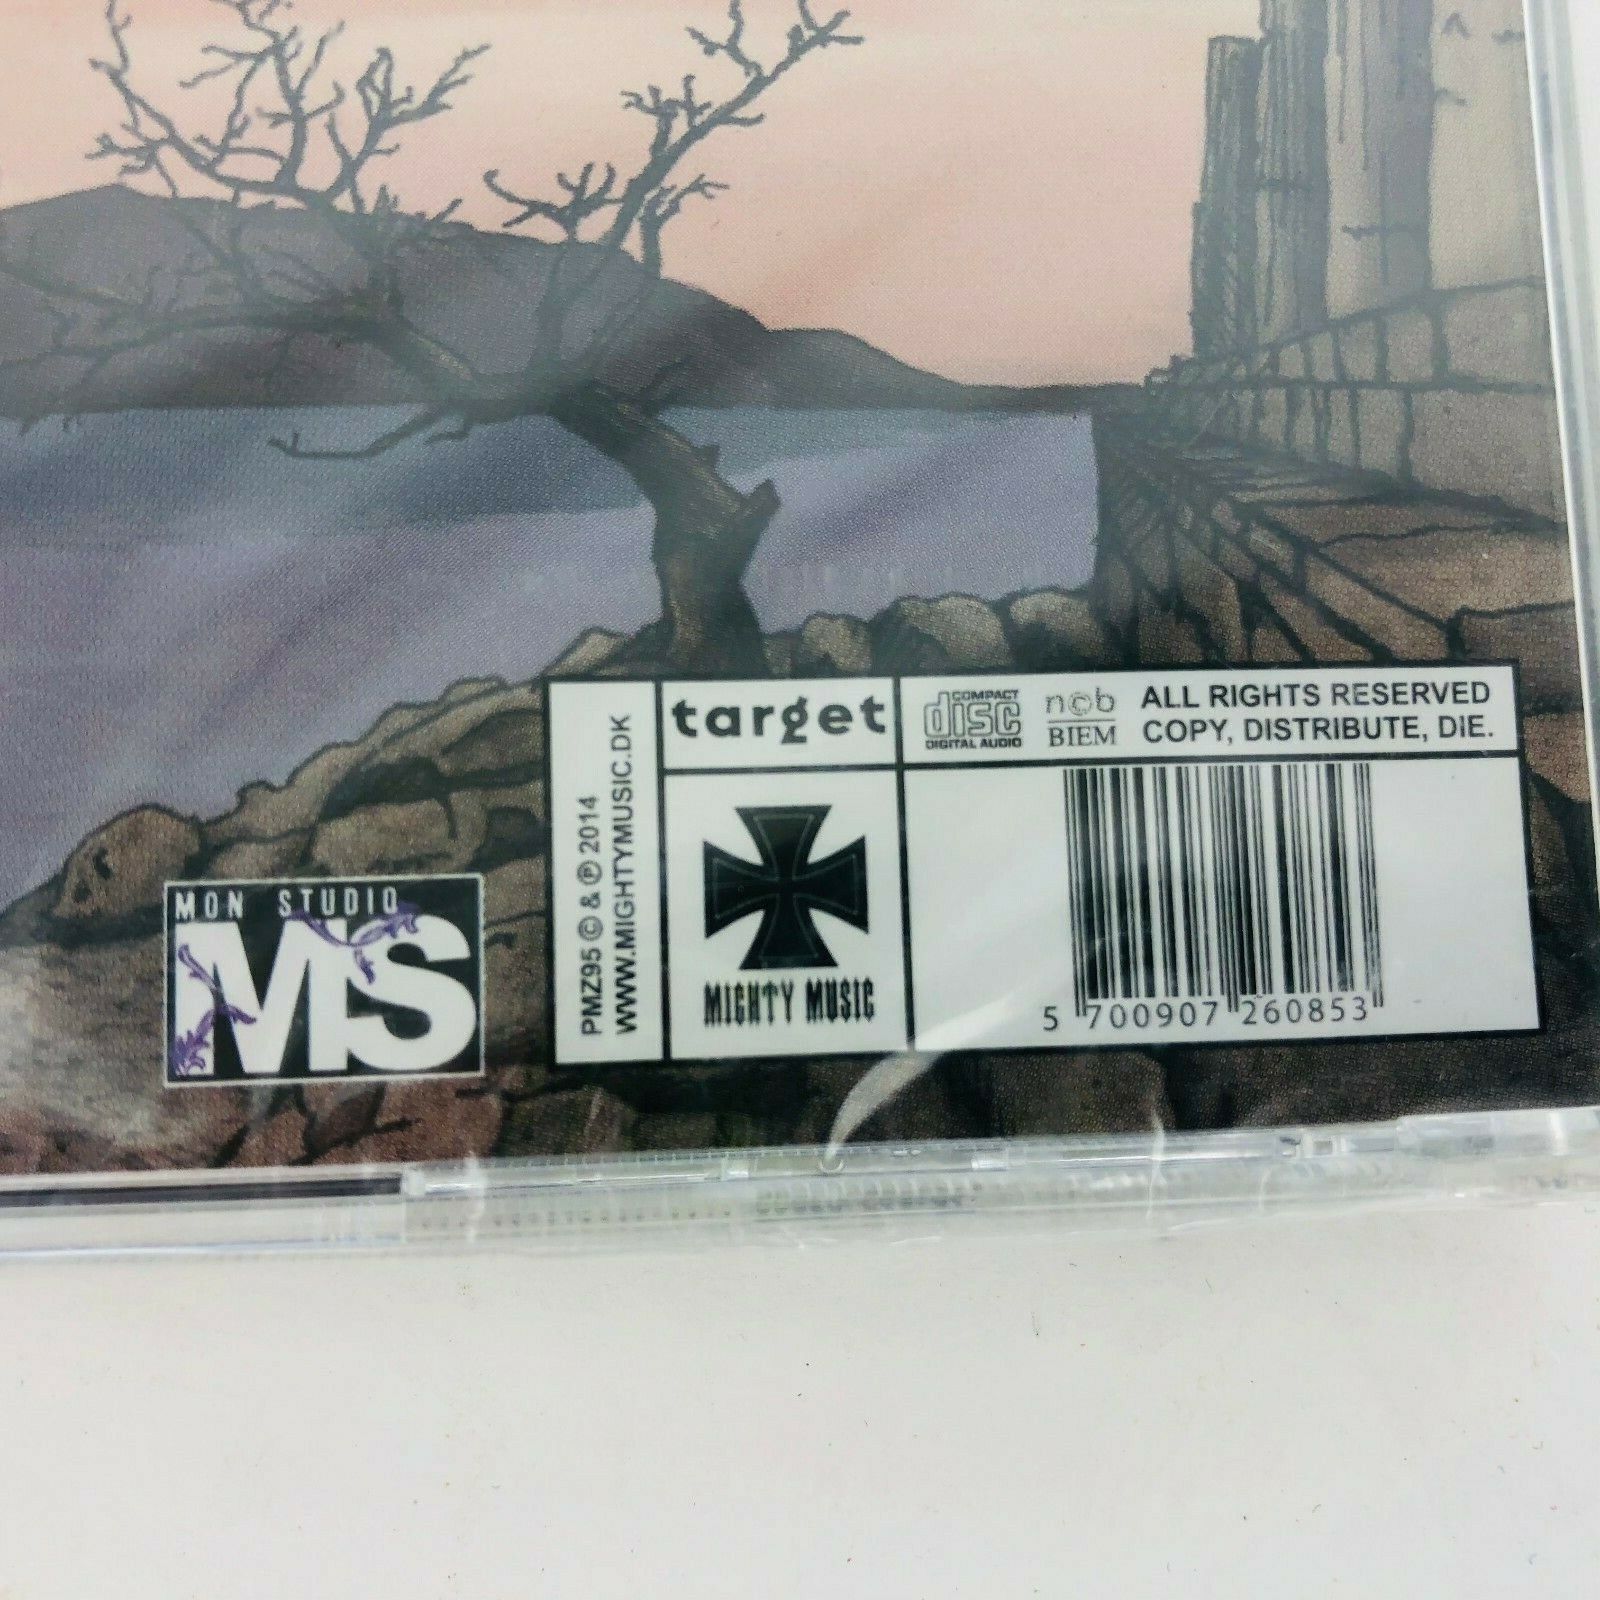 MON STUDIO
MS
PMZ95 © & ℗ 2014
WWW.MIGHTYMUSIC.DK
target
MIGHTY MUSIC
COMPACT
disc
DIGITAL AUDIO
n©b
BIEM
ALL RIGHTS RESERVED
COPY, DISTRIBUTE, DIE.
5 700907 260853